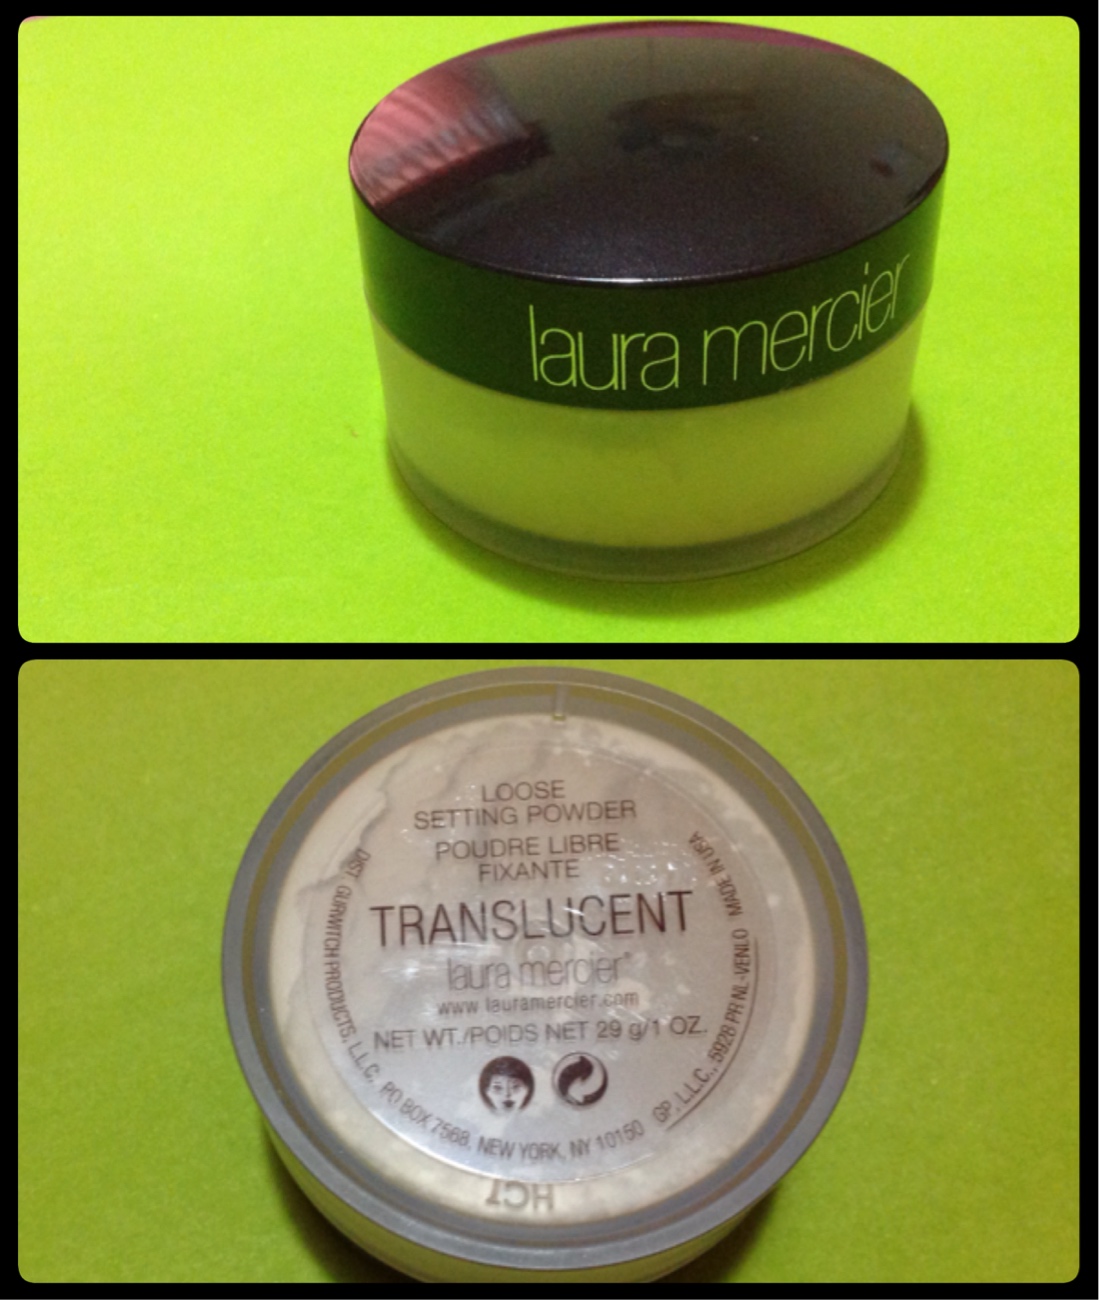 laura mercier
LOOSE
SETTING POWDER
POUDRE LIBRE
FIXANTE
TRANSLUCENT
laura mercier®
www.lauramercier.com
NET WT./POIDS NET 29 g/1 OZ.
DIST. GURWITCH PRODUCTS, L.L.C. PO BOX 7568, NEW YORK, NY 10150 GP, L.L.C., 5928 PR NL-VENLO MADE IN USA
HC7